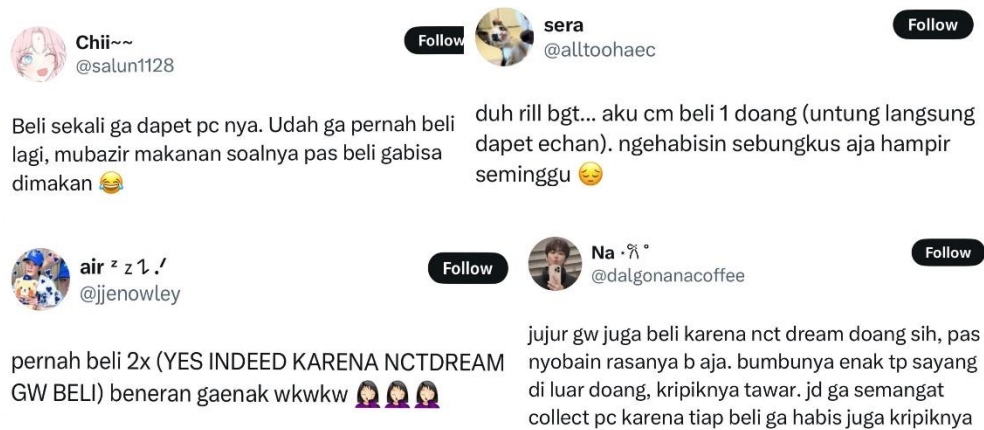 Chii~~
@salun1128
Follow
Beli sekali ga dapet pc nya. Udah ga pernah beli
lagi, mubazir makanan soalnya pas beli gabisa
dimakan 😂
sera
@alltoohaec
Follow
duh rill bgt... aku cm beli 1 doang (untung langsung
dapet echan). ngehabisin sebungkus aja hampir
seminggu 😔
air ᶻ z
@jjenowley
Follow
pernah beli 2x (YES INDEED KARENA NCTDREAM
GW BELI) beneran gaenak wkwkw 🤦🏻‍♀️🤦🏻‍♀️🤦🏻‍♀️
Na
@dalgonanacoffee
Follow
jujur gw juga beli karena nct dream doang sih, pas
nyobain rasanya b aja. bumbunya enak tp sayang
di luar doang, kripiknya tawar. jd ga semangat
collect pc karena tiap beli ga habis juga kripiknya